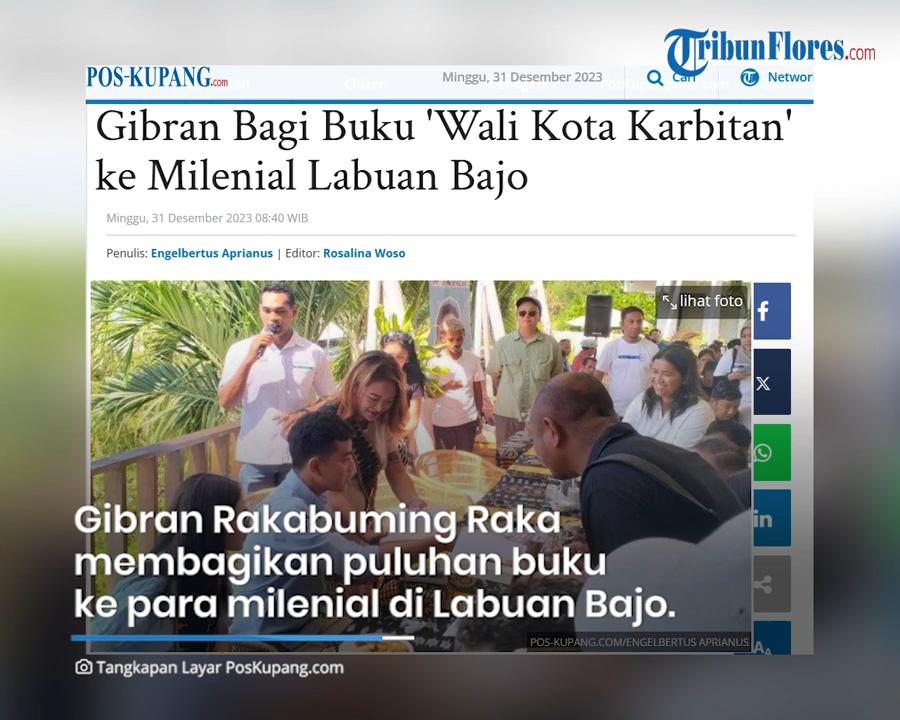 TribunFlores.com
POS-KUPANG.com
Minggu, 31 Desember 2023
Cari
Networ
Gibran Bagi Buku 'Wali Kota Karbitan'
ke Milenial Labuan Bajo
Minggu, 31 Desember 2023 08:40 WIB
Penulis: Engelbertus Aprianus | Editor: Rosalina Woso
lihat foto
Gibran Rakabuming Raka
membagikan puluhan buku
ke para milenial di Labuan Bajo.
POS-KUPANG.COM/ENGELBERTUS APRIANUS
Tangkapan Layar PosKupang.com